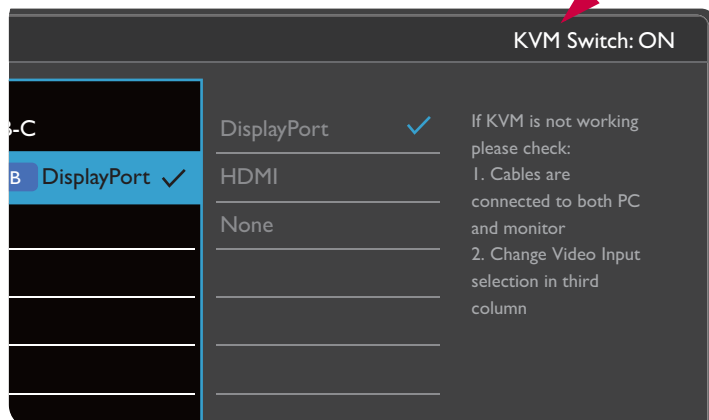 KVM Switch: ON
-C
B DisplayPort
DisplayPort
HDMI
None
If KVM is not working
please check:
1. Cables are
connected to both PC
and monitor
2. Change Video Input
selection in third
column